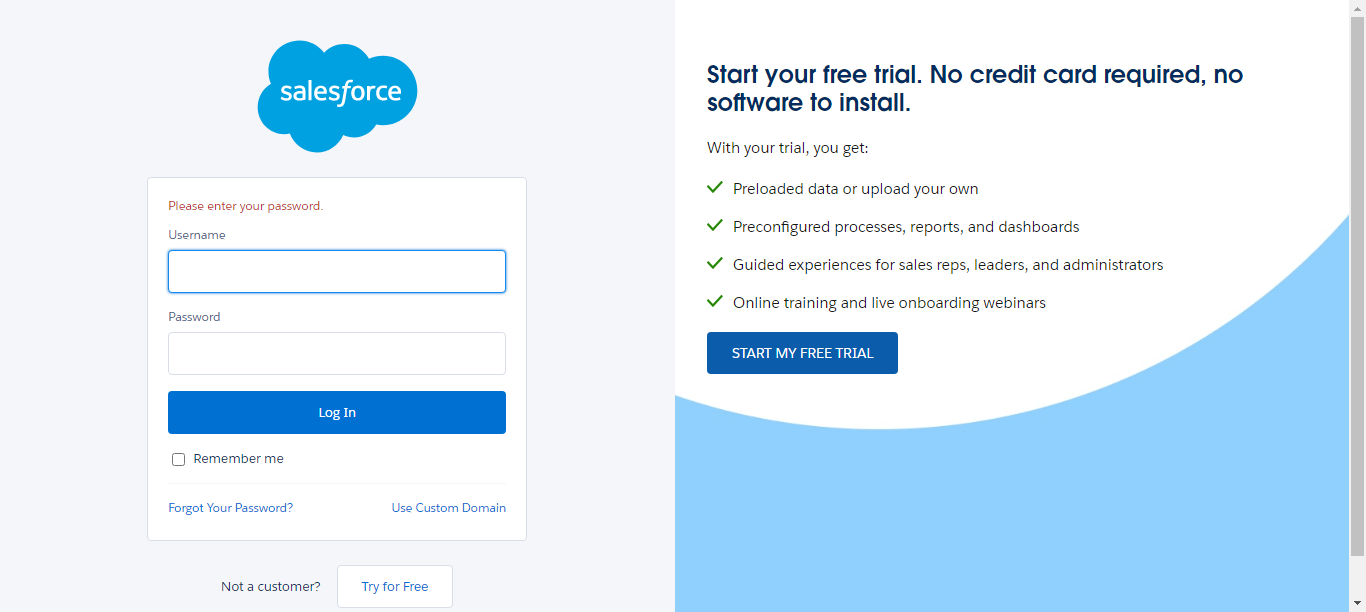 salesforce
Please enter your password.
Username
Password
Log In
Remember me
Forgot Your Password?
Use Custom Domain
Not a customer?
Try for Free
Start your free trial. No credit card required, no
software to install.
With your trial, you get:
Preloaded data or upload your own
Preconfigured processes, reports, and dashboards
Guided experiences for sales reps, leaders, and administrators
Online training and live onboarding webinars
START MY FREE TRIAL